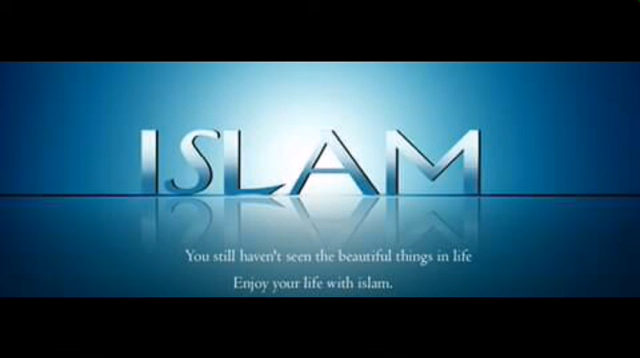 ISLAM
You still haven't seen the beautiful things in life
Enjoy your life with islam.